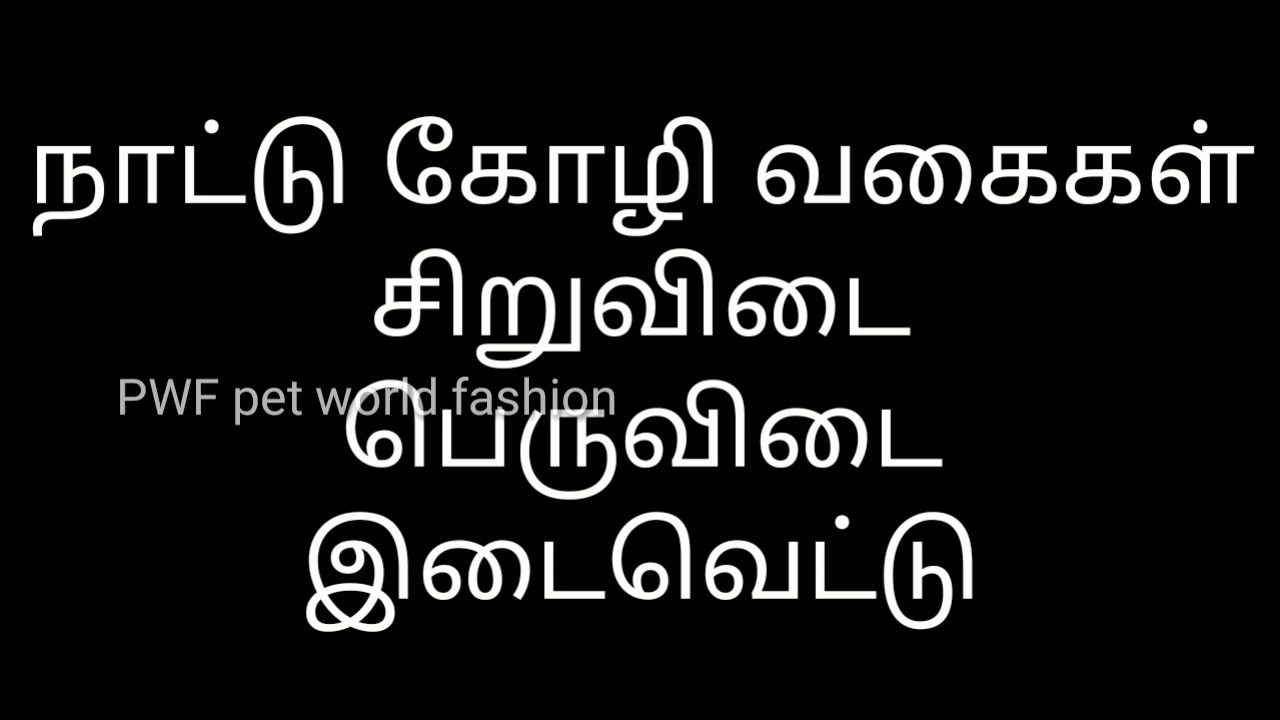 நாட்டு கோழி வகைகள்
சிறுவிடை
PWF pet world fashion
பெருவிடை
இடைவெட்டு